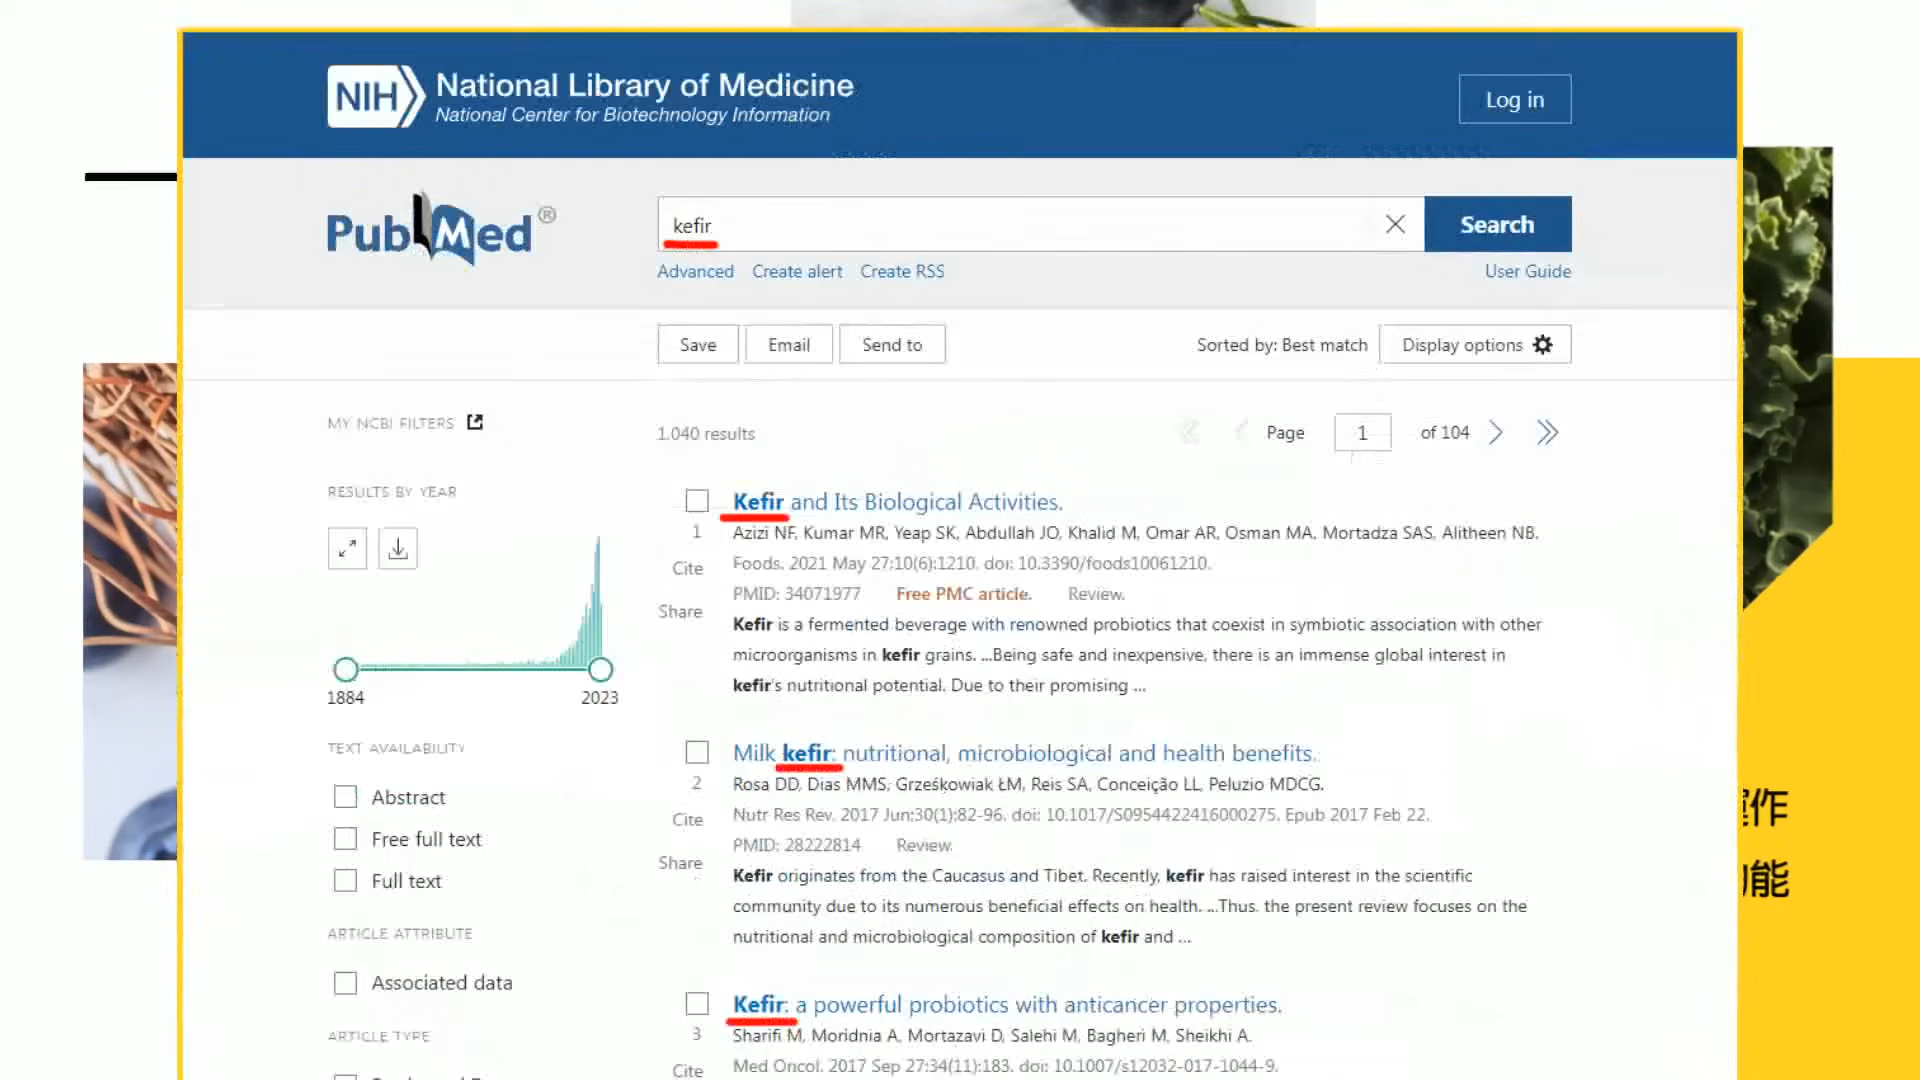 NIH National Library of Medicine
National Center for Biotechnology Information
Log in
PubMed®
kefir
Search
Advanced Create alert Create RSS
User Guide
Save Email Send to
Sorted by: Best match Display options
MY NCBI FILTERS
1.040 results
Page 1 of 104
RESULTS BY YEAR
1884 2023
TEXT AVAILABILITY
Abstract
Free full text
Full text
ARTICLE ATTRIBUTE
Associated data
ARTICLE TYPE
Kefir and Its Biological Activities.
1
Azizi NF, Kumar MR, Yeap SK, Abdullah JO, Khalid M, Omar AR, Osman MA, Mortadza SAS, Alitheen NB.
Cite
Foods. 2021 May 27;10(6):1210. doi: 10.3390/foods10061210.
PMID: 34071977 Free PMC article. Review.
Share
Kefir is a fermented beverage with renowned probiotics that coexist in symbiotic association with other
microorganisms in kefir grains. ...Being safe and inexpensive, there is an immense global interest in
kefir's nutritional potential. Due to their promising ...
Milk kefir: nutritional, microbiological and health benefits.
2
Rosa DD, Dias MMS, Grześkowiak ŁM, Reis SA, Conceição LL, Peluzio MDCG.
Cite
Nutr Res Rev. 2017 Jun;30(1):82-96. doi: 10.1017/S0954422416000275. Epub 2017 Feb 22.
PMID: 28222814 Review.
Share
Kefir originates from the Caucasus and Tibet. Recently, kefir has raised interest in the scientific
community due to its numerous beneficial effects on health. ...Thus. the present review focuses on the
nutritional and microbiological composition of kefir and ...
Kefir: a powerful probiotics with anticancer properties.
3
Sharifi M, Moridnia A, Mortazavi D, Salehi M, Bagheri M, Sheikhi A.
Cite
Med Oncol. 2017 Sep 27;34(11):183. doi: 10.1007/s12032-017-1044-9.
作
能